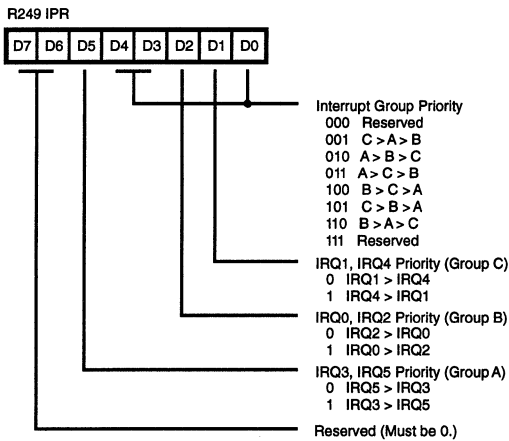 R249 IPR
D7 D6 D5 D4 D3 D2 D1 D0
Interrupt Group Priority
000 Reserved
001 C > A > B
010 A > B > C
011 A > C > B
100 B > C > A
101 C > B > A
110 B > A > C
111 Reserved
IRQ1, IRQ4 Priority (Group C)
0 IRQ1 > IRQ4
1 IRQ4 > IRQ1
IRQ0, IRQ2 Priority (Group B)
0 IRQ2 > IRQ0
1 IRQ0 > IRQ2
IRQ3, IRQ5 Priority (Group A)
0 IRQ5 > IRQ3
1 IRQ3 > IRQ5
Reserved (Must be 0.)